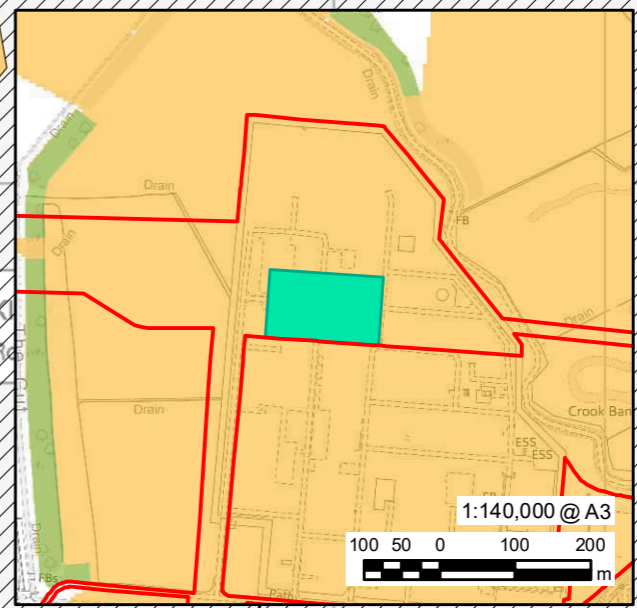 Drain
Drain
Drain
FB
Drain
Drain
The Cut
Drain
Crook Ban
ESS
ESS
1:140,000 @ A3
100 50 0 100 200
m
Drain
FBs
Path